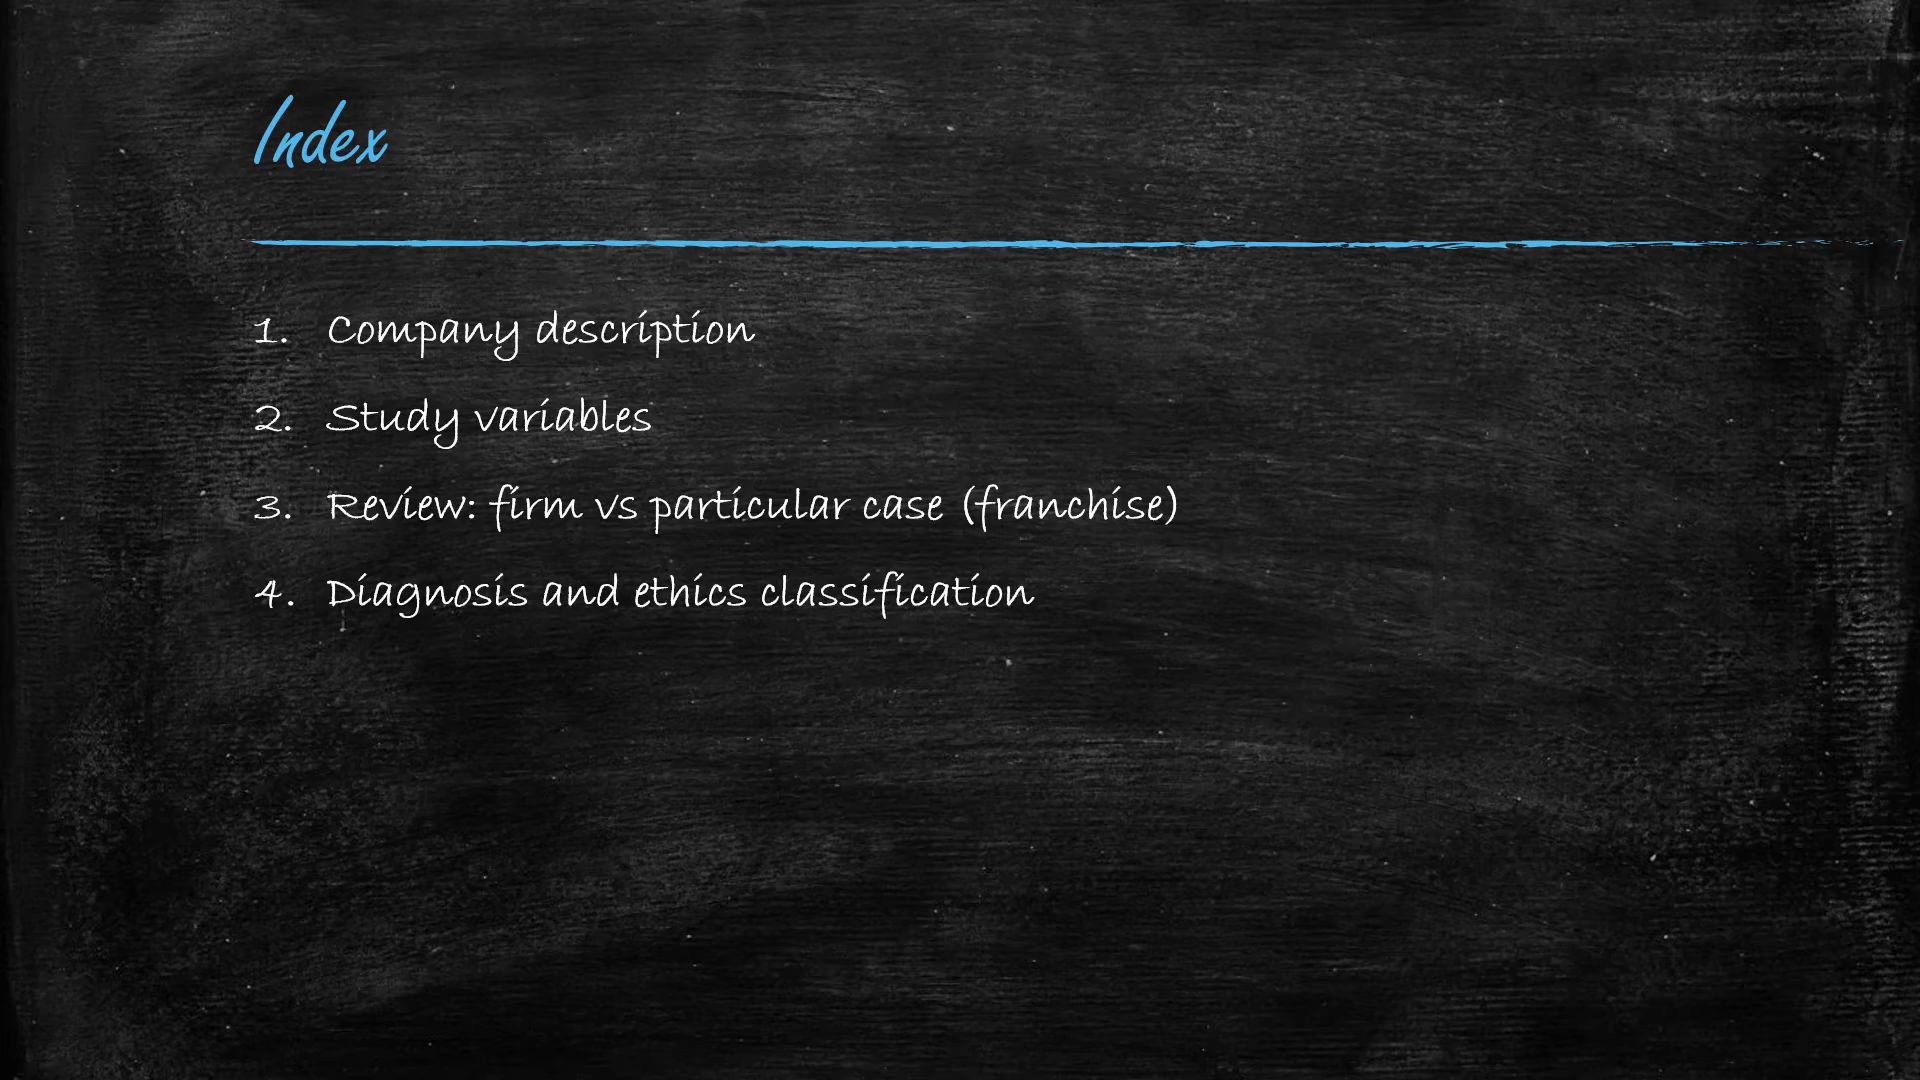 Index
1. Company description
2. Study variables
3. Review: firm vs particular case (franchise)
4. Diagnosis and ethics classification